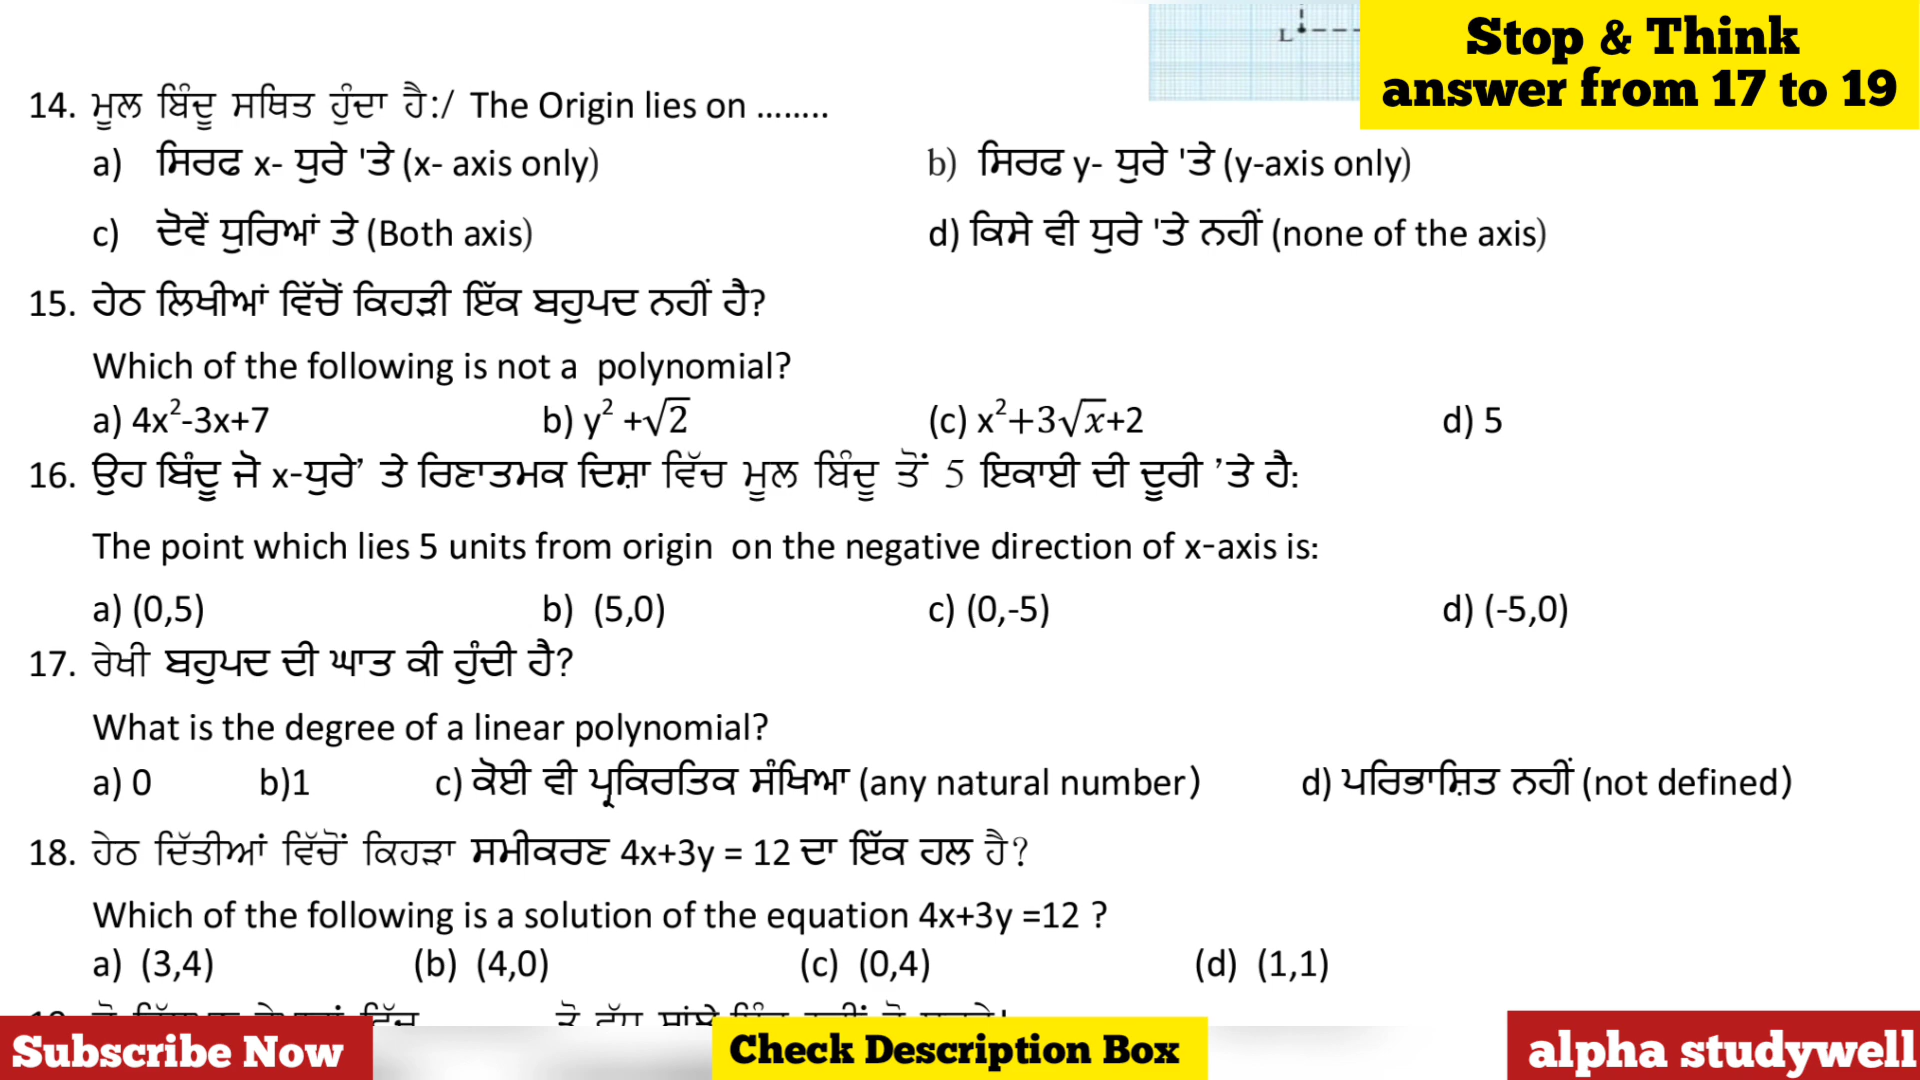 L
Stop & Think
answer from 17 to 19
14. ਮੂਲ ਬਿੰਦੂ ਸਥਿਤ ਹੁੰਦਾ ਹੈ:/ The Origin lies on ........
a) ਸਿਰਫ x- ਧੁਰੇ 'ਤੇ (x- axis only) b) ਸਿਰਫ y- ਧੁਰੇ 'ਤੇ (y-axis only)
c) ਦੋਵੇਂ ਧੁਰਿਆਂ ਤੇ (Both axis) d) ਕਿਸੇ ਵੀ ਧੁਰੇ 'ਤੇ ਨਹੀਂ (none of the axis)
15. ਹੇਠ ਲਿਖੀਆਂ ਵਿੱਚੋਂ ਕਿਹੜੀ ਇੱਕ ਬਹੁਪਦ ਨਹੀਂ ਹੈ?
Which of the following is not a polynomial?
a) 4x²-3x+7 b) y² +√2 (c) x²+3√x+2 d) 5
16. ਉਹ ਬਿੰਦੂ ਜੋ x-ਧੁਰੇ’ ਤੇ ਰਿਣਾਤਮਕ ਦਿਸ਼ਾ ਵਿੱਚ ਮੂਲ ਬਿੰਦੂ ਤੋਂ 5 ਇਕਾਈ ਦੀ ਦੂਰੀ ’ਤੇ ਹੈ:
The point which lies 5 units from origin on the negative direction of x-axis is:
a) (0,5) b) (5,0) c) (0,-5) d) (-5,0)
17. ਰੇਖੀ ਬਹੁਪਦ ਦੀ ਘਾਤ ਕੀ ਹੁੰਦੀ ਹੈ?
What is the degree of a linear polynomial?
a) 0 b)1 c) ਕੋਈ ਵੀ ਪ੍ਰਕਿਰਤਿਕ ਸੰਖਿਆ (any natural number) d) ਪਰਿਭਾਸ਼ਿਤ ਨਹੀਂ (not defined)
18. ਹੇਠ ਦਿੱਤੀਆਂ ਵਿੱਚੋਂ ਕਿਹੜਾ ਸਮੀਕਰਣ 4x+3y = 12 ਦਾ ਇੱਕ ਹਲ ਹੈ?
Which of the following is a solution of the equation 4x+3y =12 ?
a) (3,4) (b) (4,0) (c) (0,4) (d) (1,1)
Subscribe Now
Check Description Box
alpha studywell